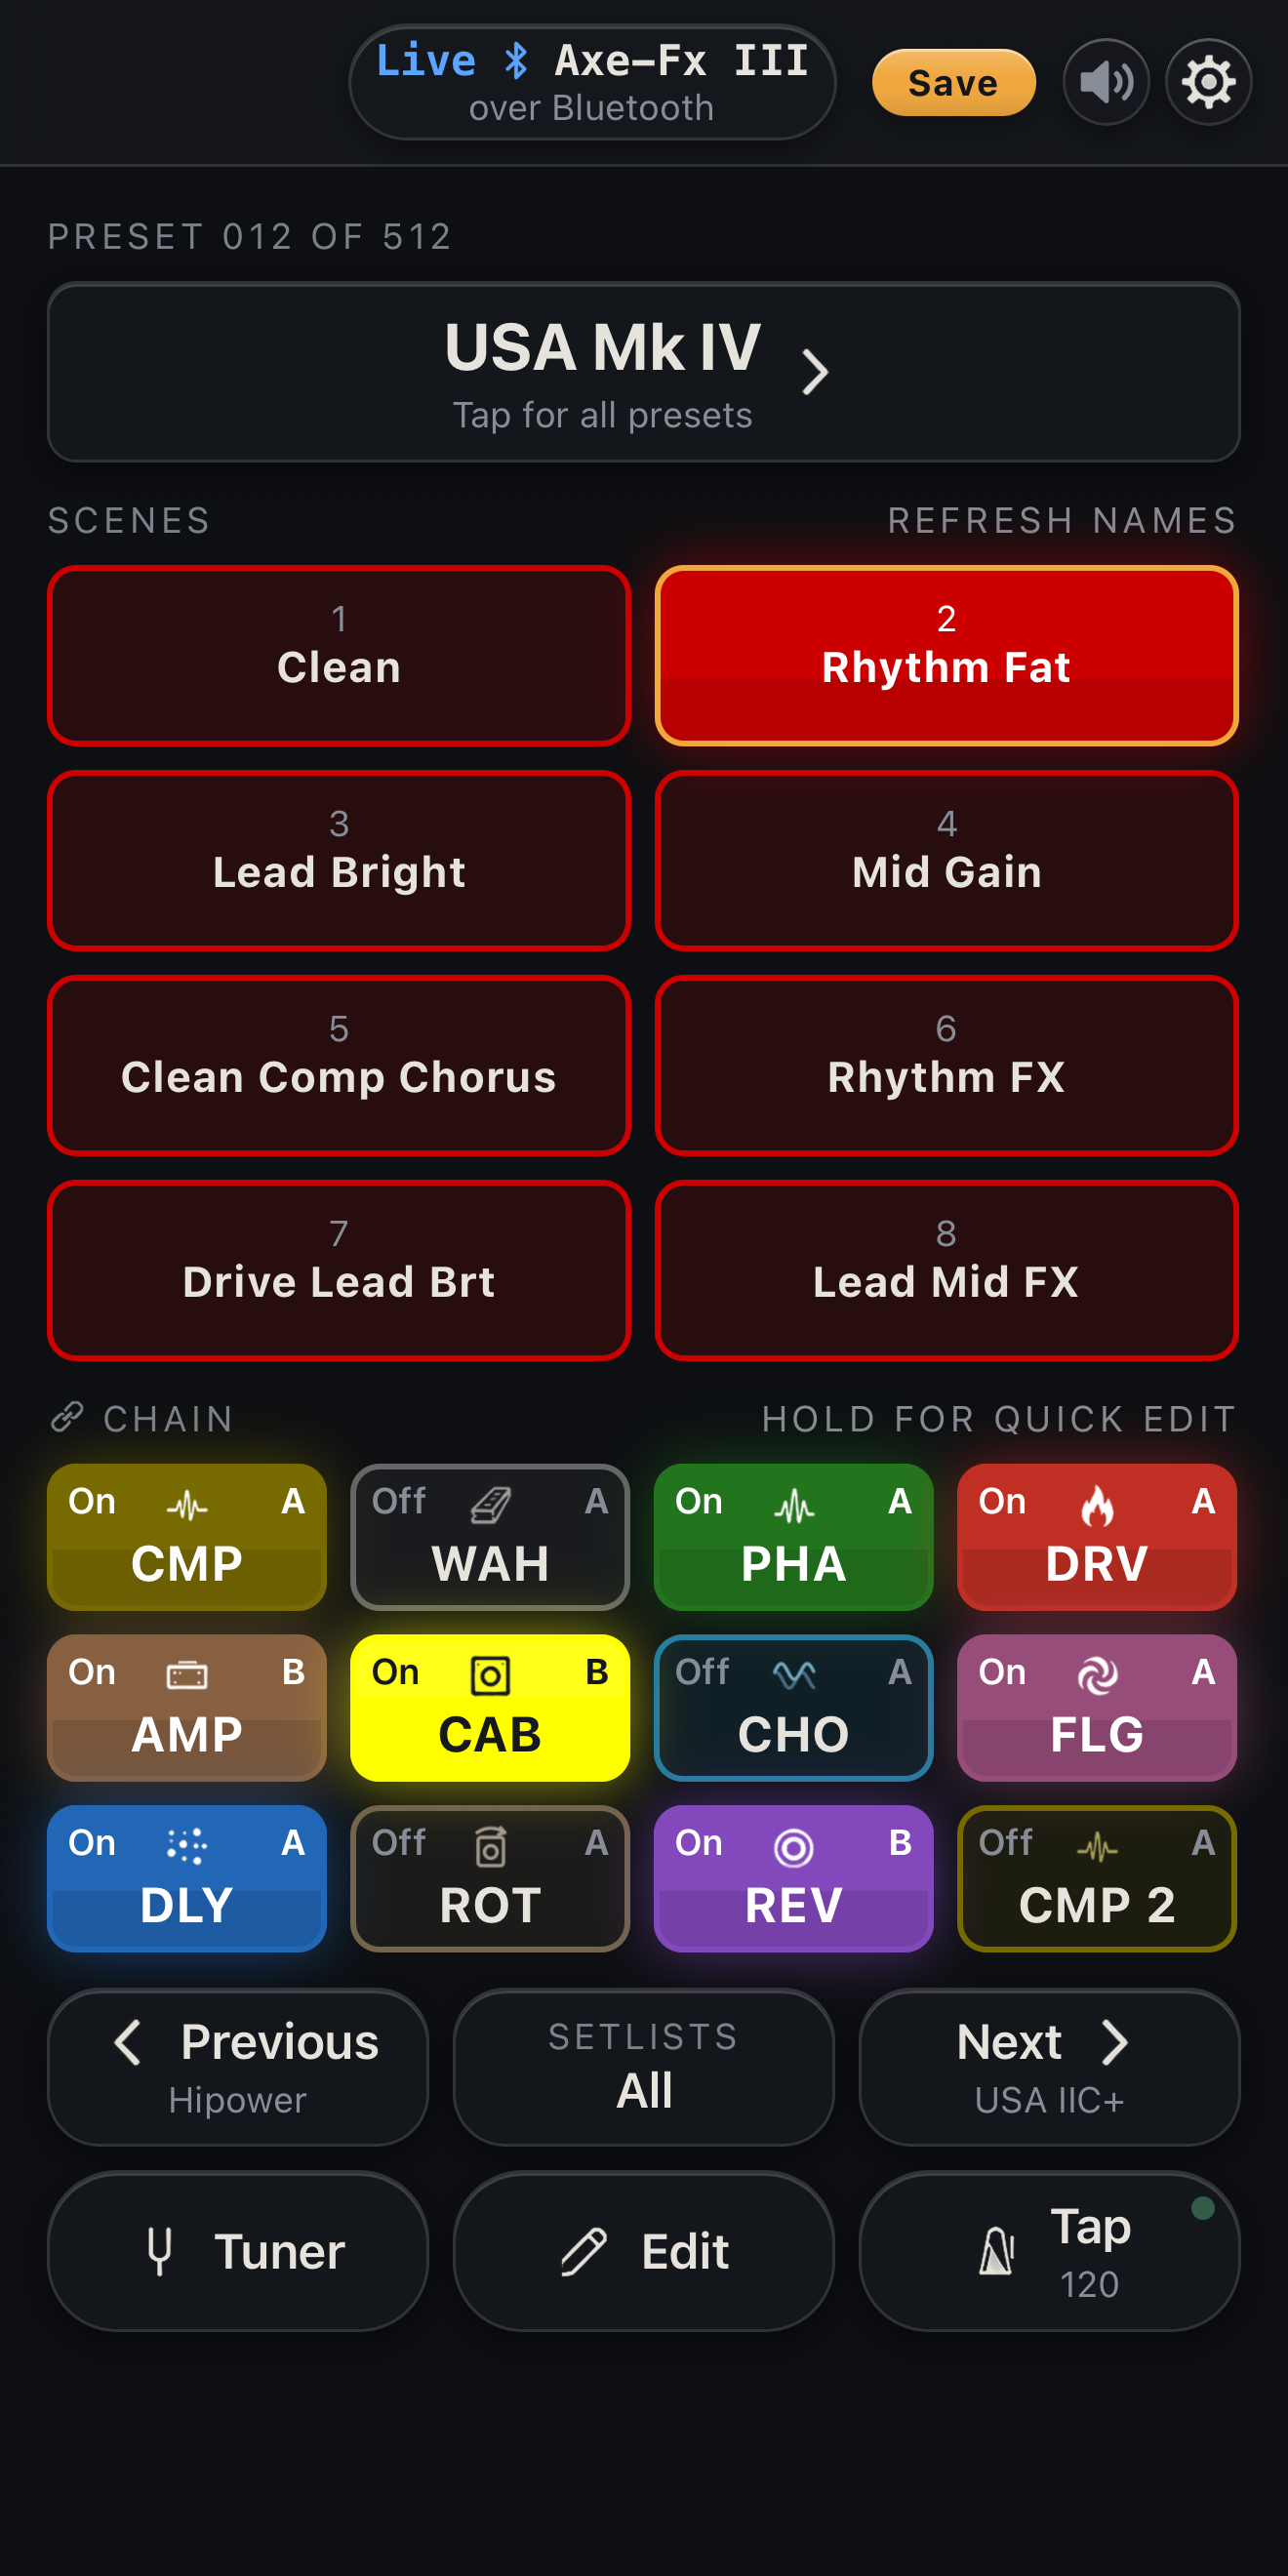 Live Axe-Fx III
over Bluetooth
Save
PRESET 012 OF 512
USA Mk IV
Tap for all presets
SCENES REFRESH NAMES
1
Clean
2
Rhythm Fat
3
Lead Bright
4
Mid Gain
5
Clean Comp Chorus
6
Rhythm FX
7
Drive Lead Brt
8
Lead Mid FX
CHAIN HOLD FOR QUICK EDIT
On A
CMP
Off A
WAH
On A
PHA
On A
DRV
On B
AMP
On B
CAB
Off A
CHO
On A
FLG
On A
DLY
Off A
ROT
On B
REV
Off A
CMP 2
Previous
Hipower
SETLISTS
All
Next
USA IIC+
Tuner
Edit
Tap
120